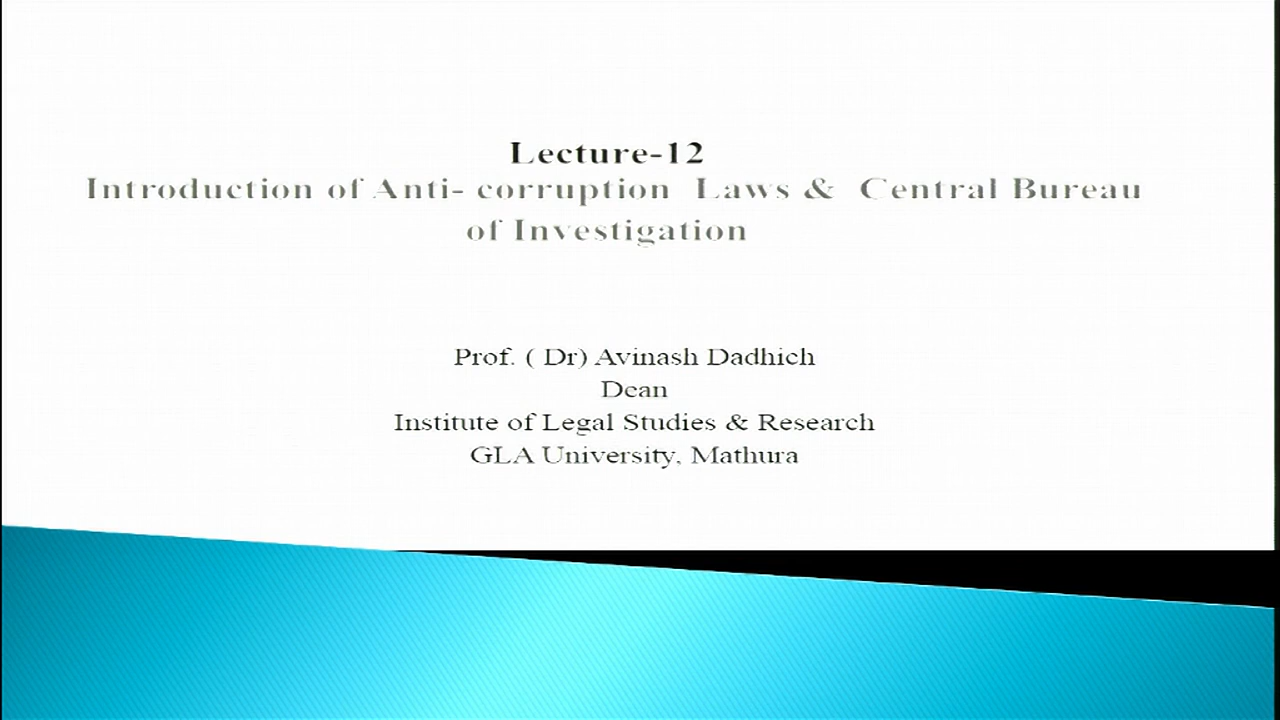 Lecture-12
Introduction of Anti- corruption Laws & Central Bureau
of Investigation
Prof. ( Dr) Avinash Dadhich
Dean
Institute of Legal Studies & Research
GLA University, Mathura